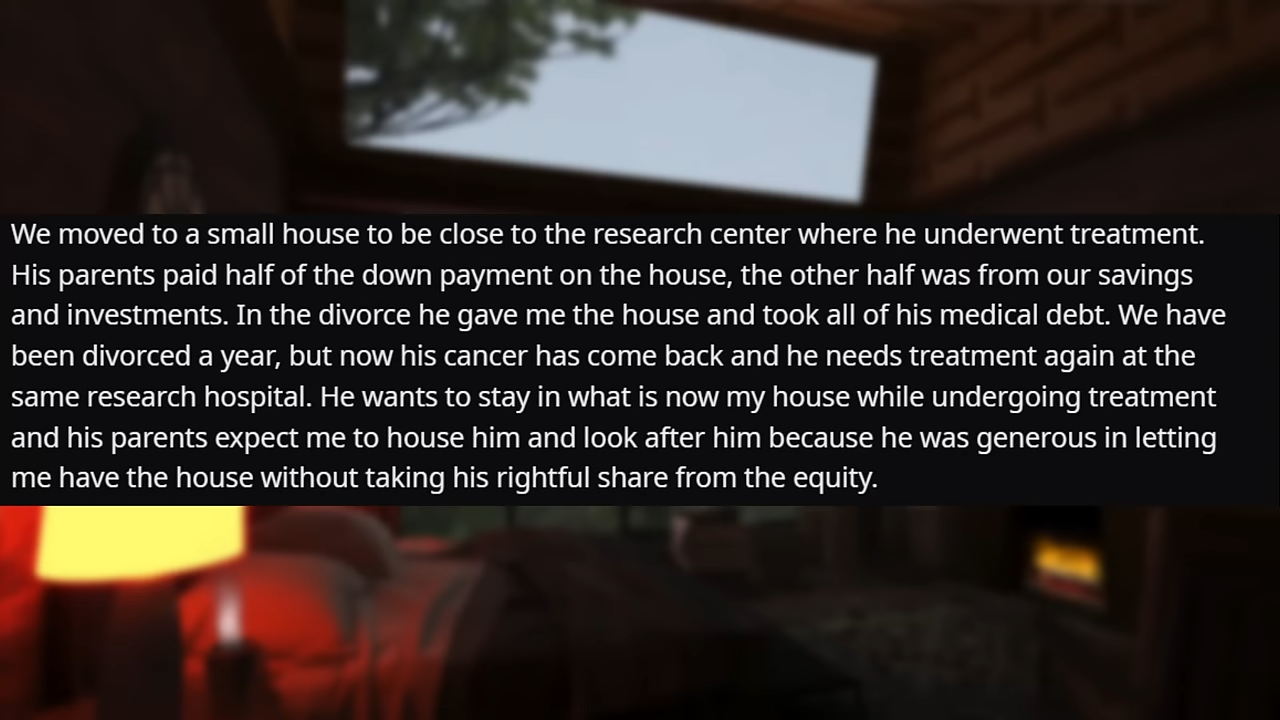 We moved to a small house to be close to the research center where he underwent treatment.
His parents paid half of the down payment on the house, the other half was from our savings
and investments. In the divorce he gave me the house and took all of his medical debt. We have
been divorced a year, but now his cancer has come back and he needs treatment again at the
same research hospital. He wants to stay in what is now my house while undergoing treatment
and his parents expect me to house him and look after him because he was generous in letting
me have the house without taking his rightful share from the equity.